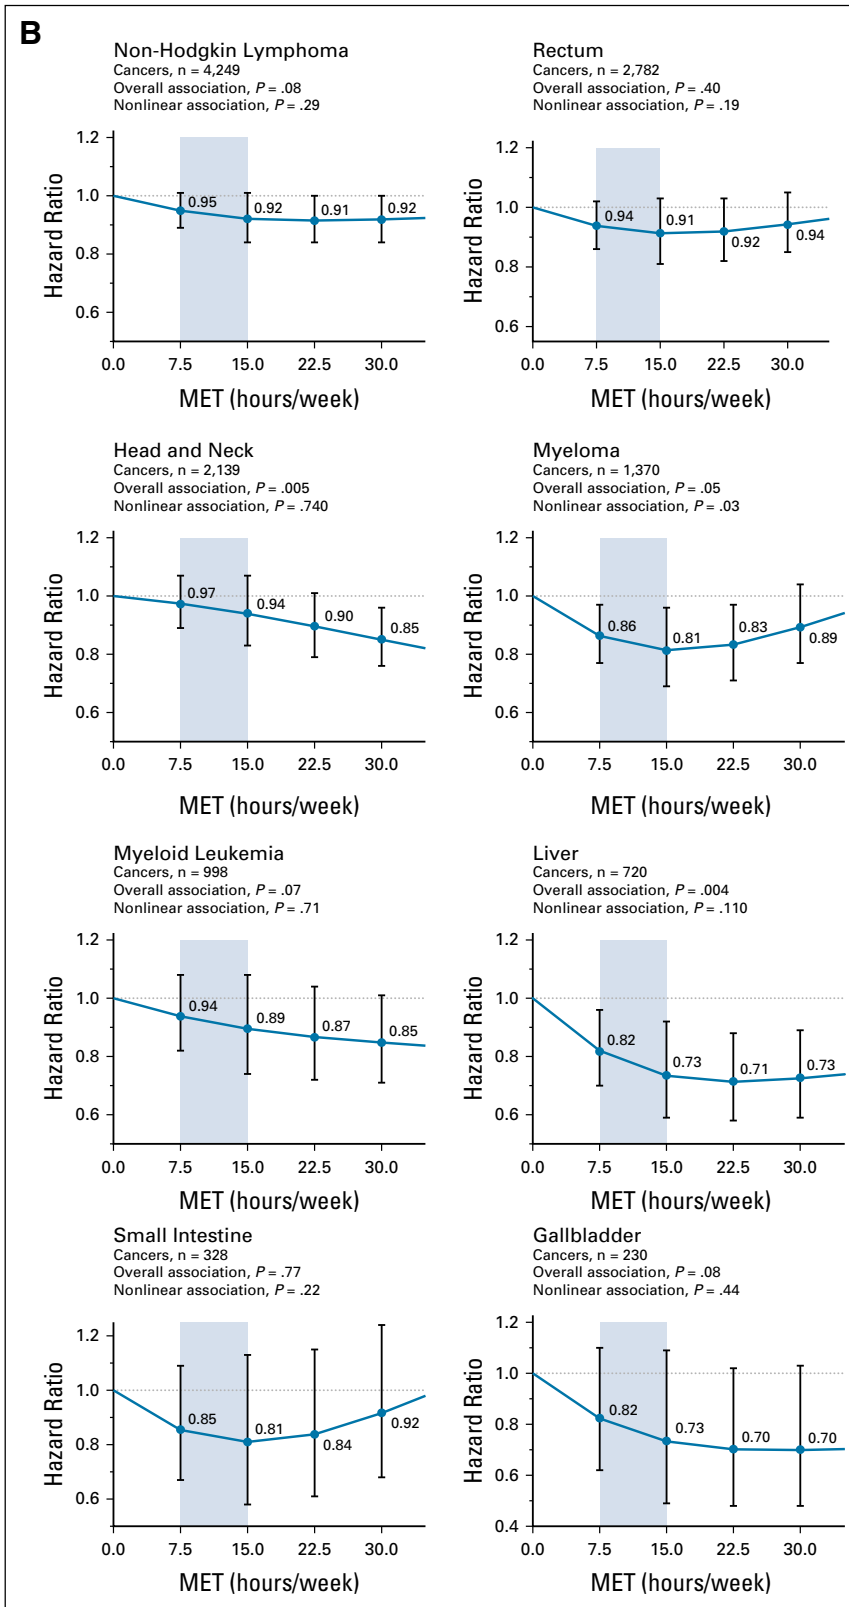 B
Non-Hodgkin Lymphoma
Cancers, n = 4,249
Overall association, P = .08
Nonlinear association, P = .29
Hazard Ratio
1.2
1.0
0.8
0.6
0.95
0.92
0.91
0.92
0.0 7.5 15.0 22.5 30.0
MET (hours/week)
Rectum
Cancers, n = 2,782
Overall association, P = .40
Nonlinear association, P = .19
Hazard Ratio
1.2
1.0
0.8
0.6
0.94
0.91
0.92
0.94
0.0 7.5 15.0 22.5 30.0
MET (hours/week)
Head and Neck
Cancers, n = 2,139
Overall association, P = .005
Nonlinear association, P = .740
Hazard Ratio
1.2
1.0
0.8
0.6
0.97
0.94
0.90
0.85
0.0 7.5 15.0 22.5 30.0
MET (hours/week)
Myeloma
Cancers, n = 1,370
Overall association, P = .05
Nonlinear association, P = .03
Hazard Ratio
1.2
1.0
0.8
0.6
0.86
0.81
0.83
0.89
0.0 7.5 15.0 22.5 30.0
MET (hours/week)
Myeloid Leukemia
Cancers, n = 998
Overall association, P = .07
Nonlinear association, P = .71
Hazard Ratio
1.2
1.0
0.8
0.6
0.94
0.89
0.87
0.85
0.0 7.5 15.0 22.5 30.0
MET (hours/week)
Liver
Cancers, n = 720
Overall association, P = .004
Nonlinear association, P = .110
Hazard Ratio
1.2
1.0
0.8
0.6
0.82
0.73
0.71
0.73
0.0 7.5 15.0 22.5 30.0
MET (hours/week)
Small Intestine
Cancers, n = 328
Overall association, P = .77
Nonlinear association, P = .22
Hazard Ratio
1.2
1.0
0.8
0.6
0.85
0.81
0.84
0.92
0.0 7.5 15.0 22.5 30.0
MET (hours/week)
Gallbladder
Cancers, n = 230
Overall association, P = .08
Nonlinear association, P = .44
Hazard Ratio
1.2
1.0
0.8
0.6
0.4
0.82
0.73
0.70
0.70
0.0 7.5 15.0 22.5 30.0
MET (hours/week)